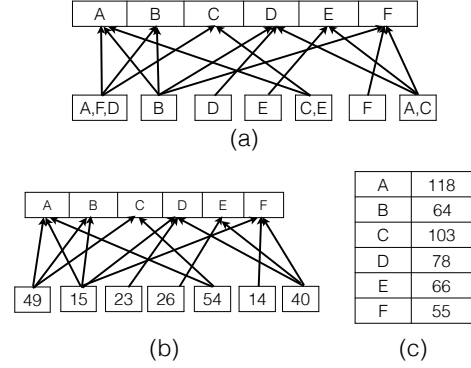 A B C D E F
A,F,D B D E C,E F A,C
(a)
A B C D E F
49 15 23 26 54 14 40
(b)
A 118
B 64
C 103
D 78
E 66
F 55
(c)